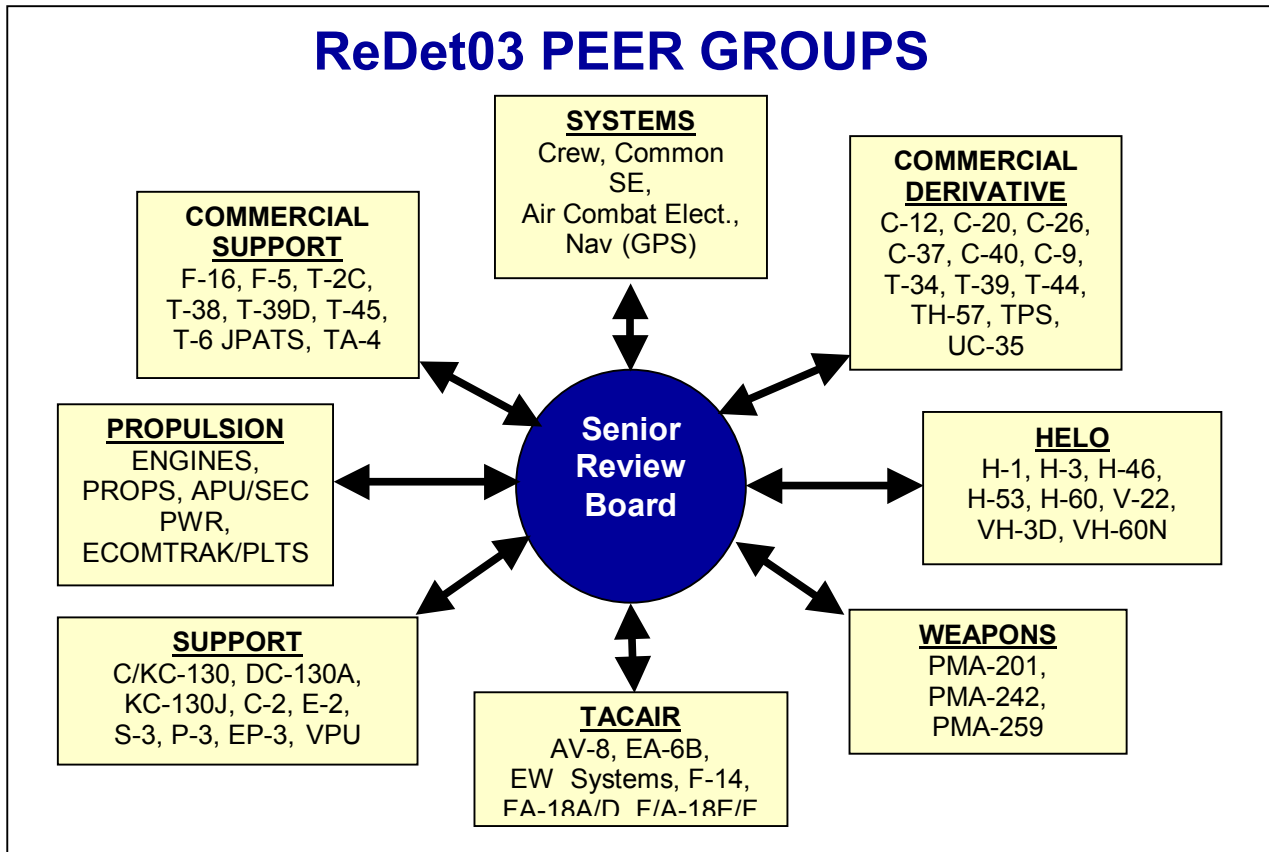 ReDet03 PEER GROUPS
SYSTEMS
Crew, Common
SE,
Air Combat Elect.,
Nav (GPS)
COMMERCIAL
DERIVATIVE
C-12, C-20, C-26,
C-37, C-40, C-9,
T-34, T-39, T-44,
TH-57, TPS,
UC-35
COMMERCIAL
SUPPORT
F-16, F-5, T-2C,
T-38, T-39D, T-45,
T-6 JPATS, TA-4
PROPULSION
ENGINES,
PROPS, APU/SEC
PWR,
ECOMTRAK/PLTS
Senior
Review
Board
HELO
H-1, H-3, H-46,
H-53, H-60, V-22,
VH-3D, VH-60N
SUPPORT
C/KC-130, DC-130A,
KC-130J, C-2, E-2,
S-3, P-3, EP-3, VPU
TACAIR
AV-8, EA-6B,
EW Systems, F-14,
FA-18A/D, F/A-18E/F
WEAPONS
PMA-201,
PMA-242,
PMA-259